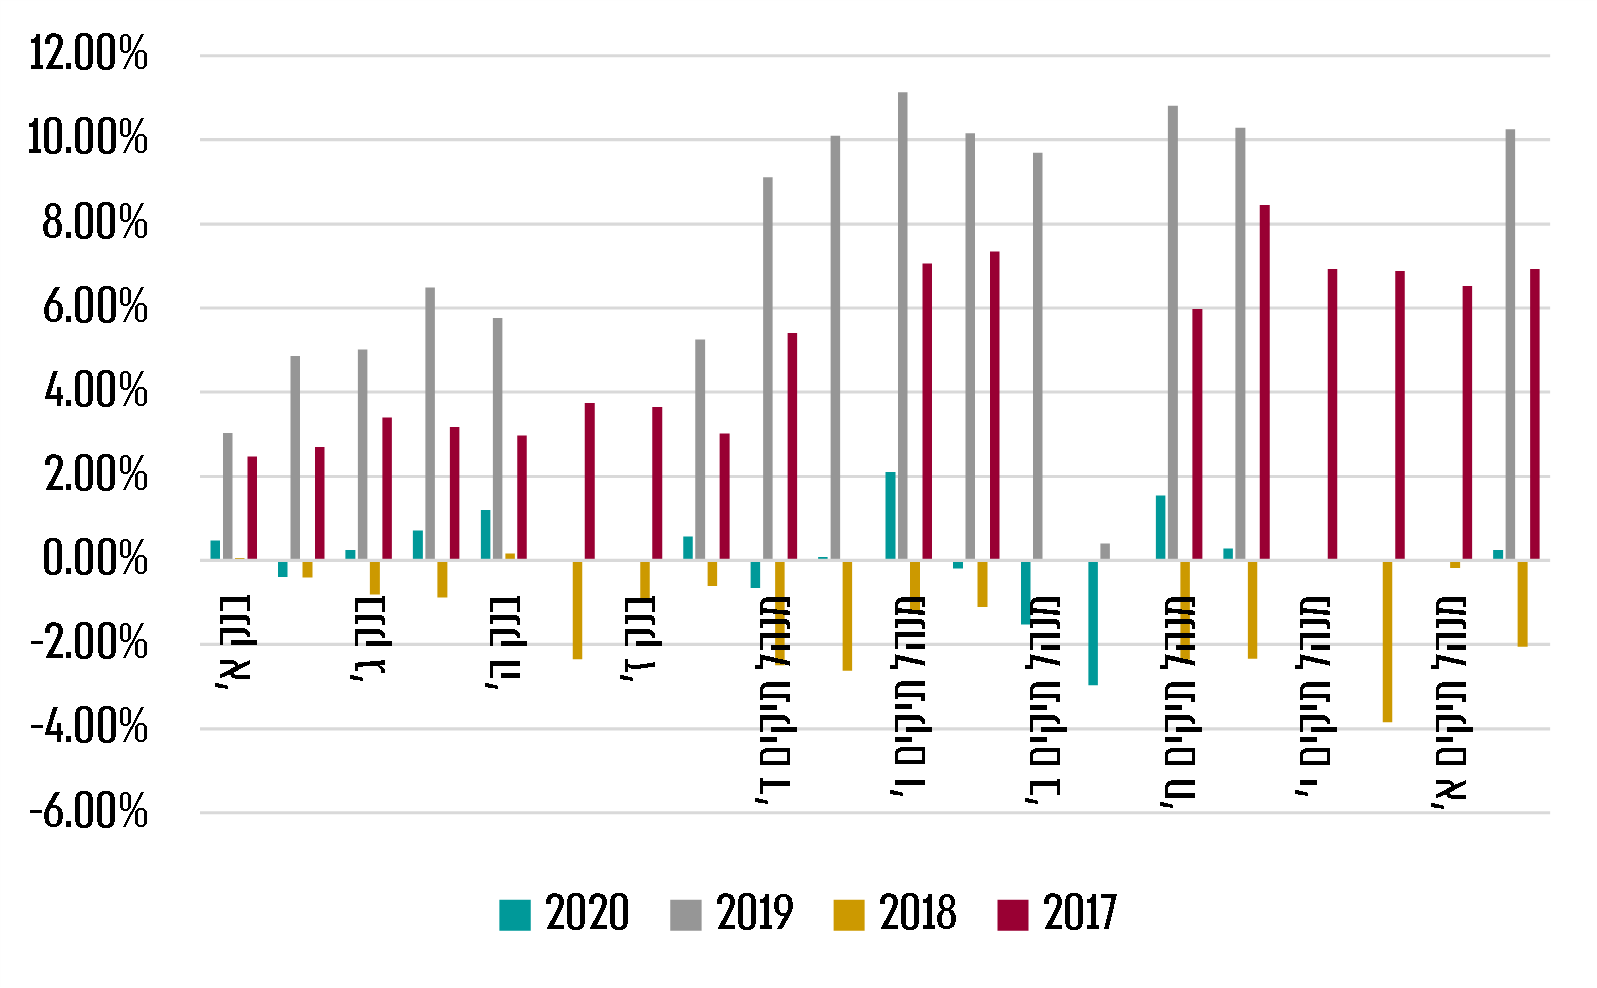 12.00%
10.00%
8.00%
6.00%
4.00%
2.00%
0.00%
-2.00%
-4.00%
-6.00%
בנק א'
בנק ג'
בנק ה'
בנק ז'
מנהל תיקים ד'
מנהל תיקים ו'
מנהל תיקים ב'
מנהל תיקים ח'
מנהל תיקים י'
מנהל תיקים א'
2020 2019 2018 2017